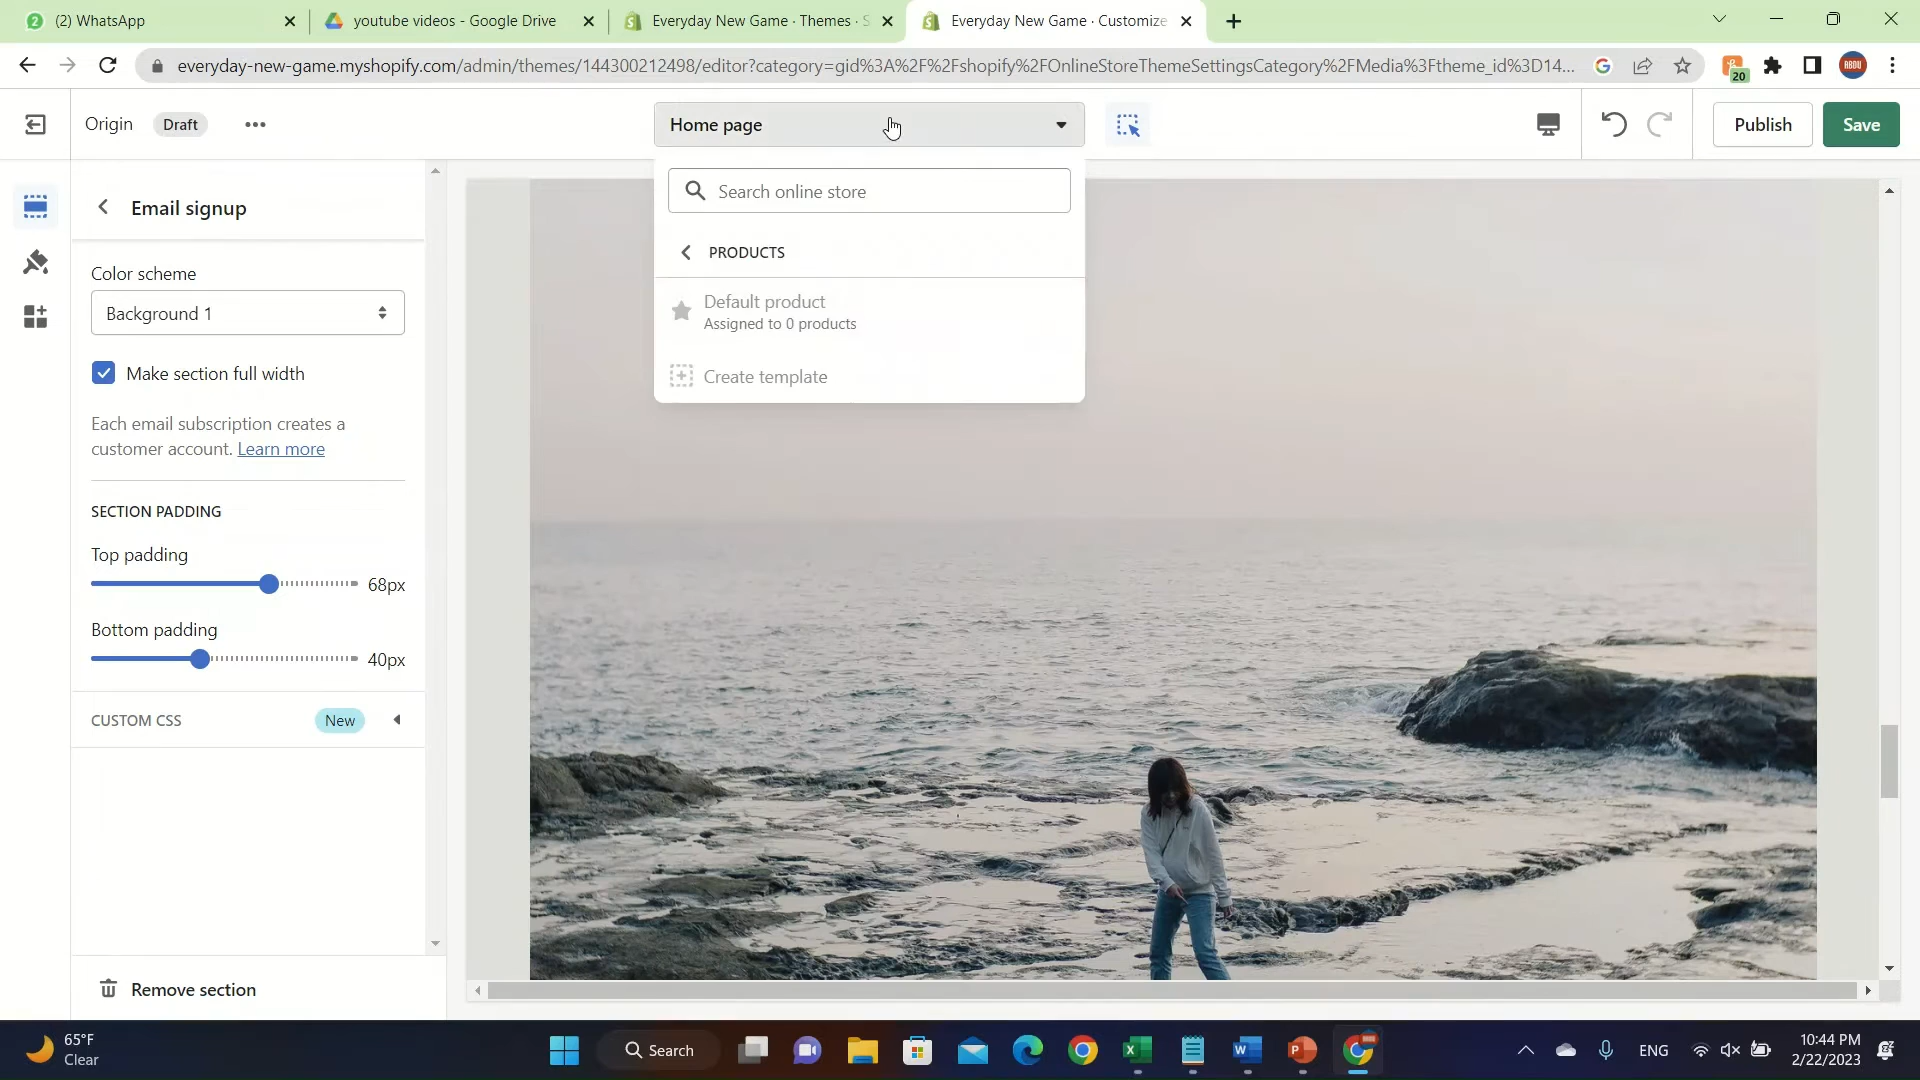 (2) WhatsApp
youtube videos - Google Drive
Everyday New Game · Themes · S
Everyday New Game · Customize
everyday-new-game.myshopify.com/admin/themes/144300212498/editor?category=gid%3A%2F%2Fshopify%2FOnlineStoreThemeSettingsCategory%2FMedia%3Ftheme_id%3D14...
20
ABDU
Origin
Draft
Home page
Publish
Save
Search online store
PRODUCTS
Default product
Assigned to 0 products
Create template
Email signup
Color scheme
Background 1
Make section full width
Each email subscription creates a
customer account. Learn more
SECTION PADDING
Top padding
68px
Bottom padding
40px
CUSTOM CSS
New
Remove section
65°F
Clear
Search
ENG
10:44 PM
2/22/2023